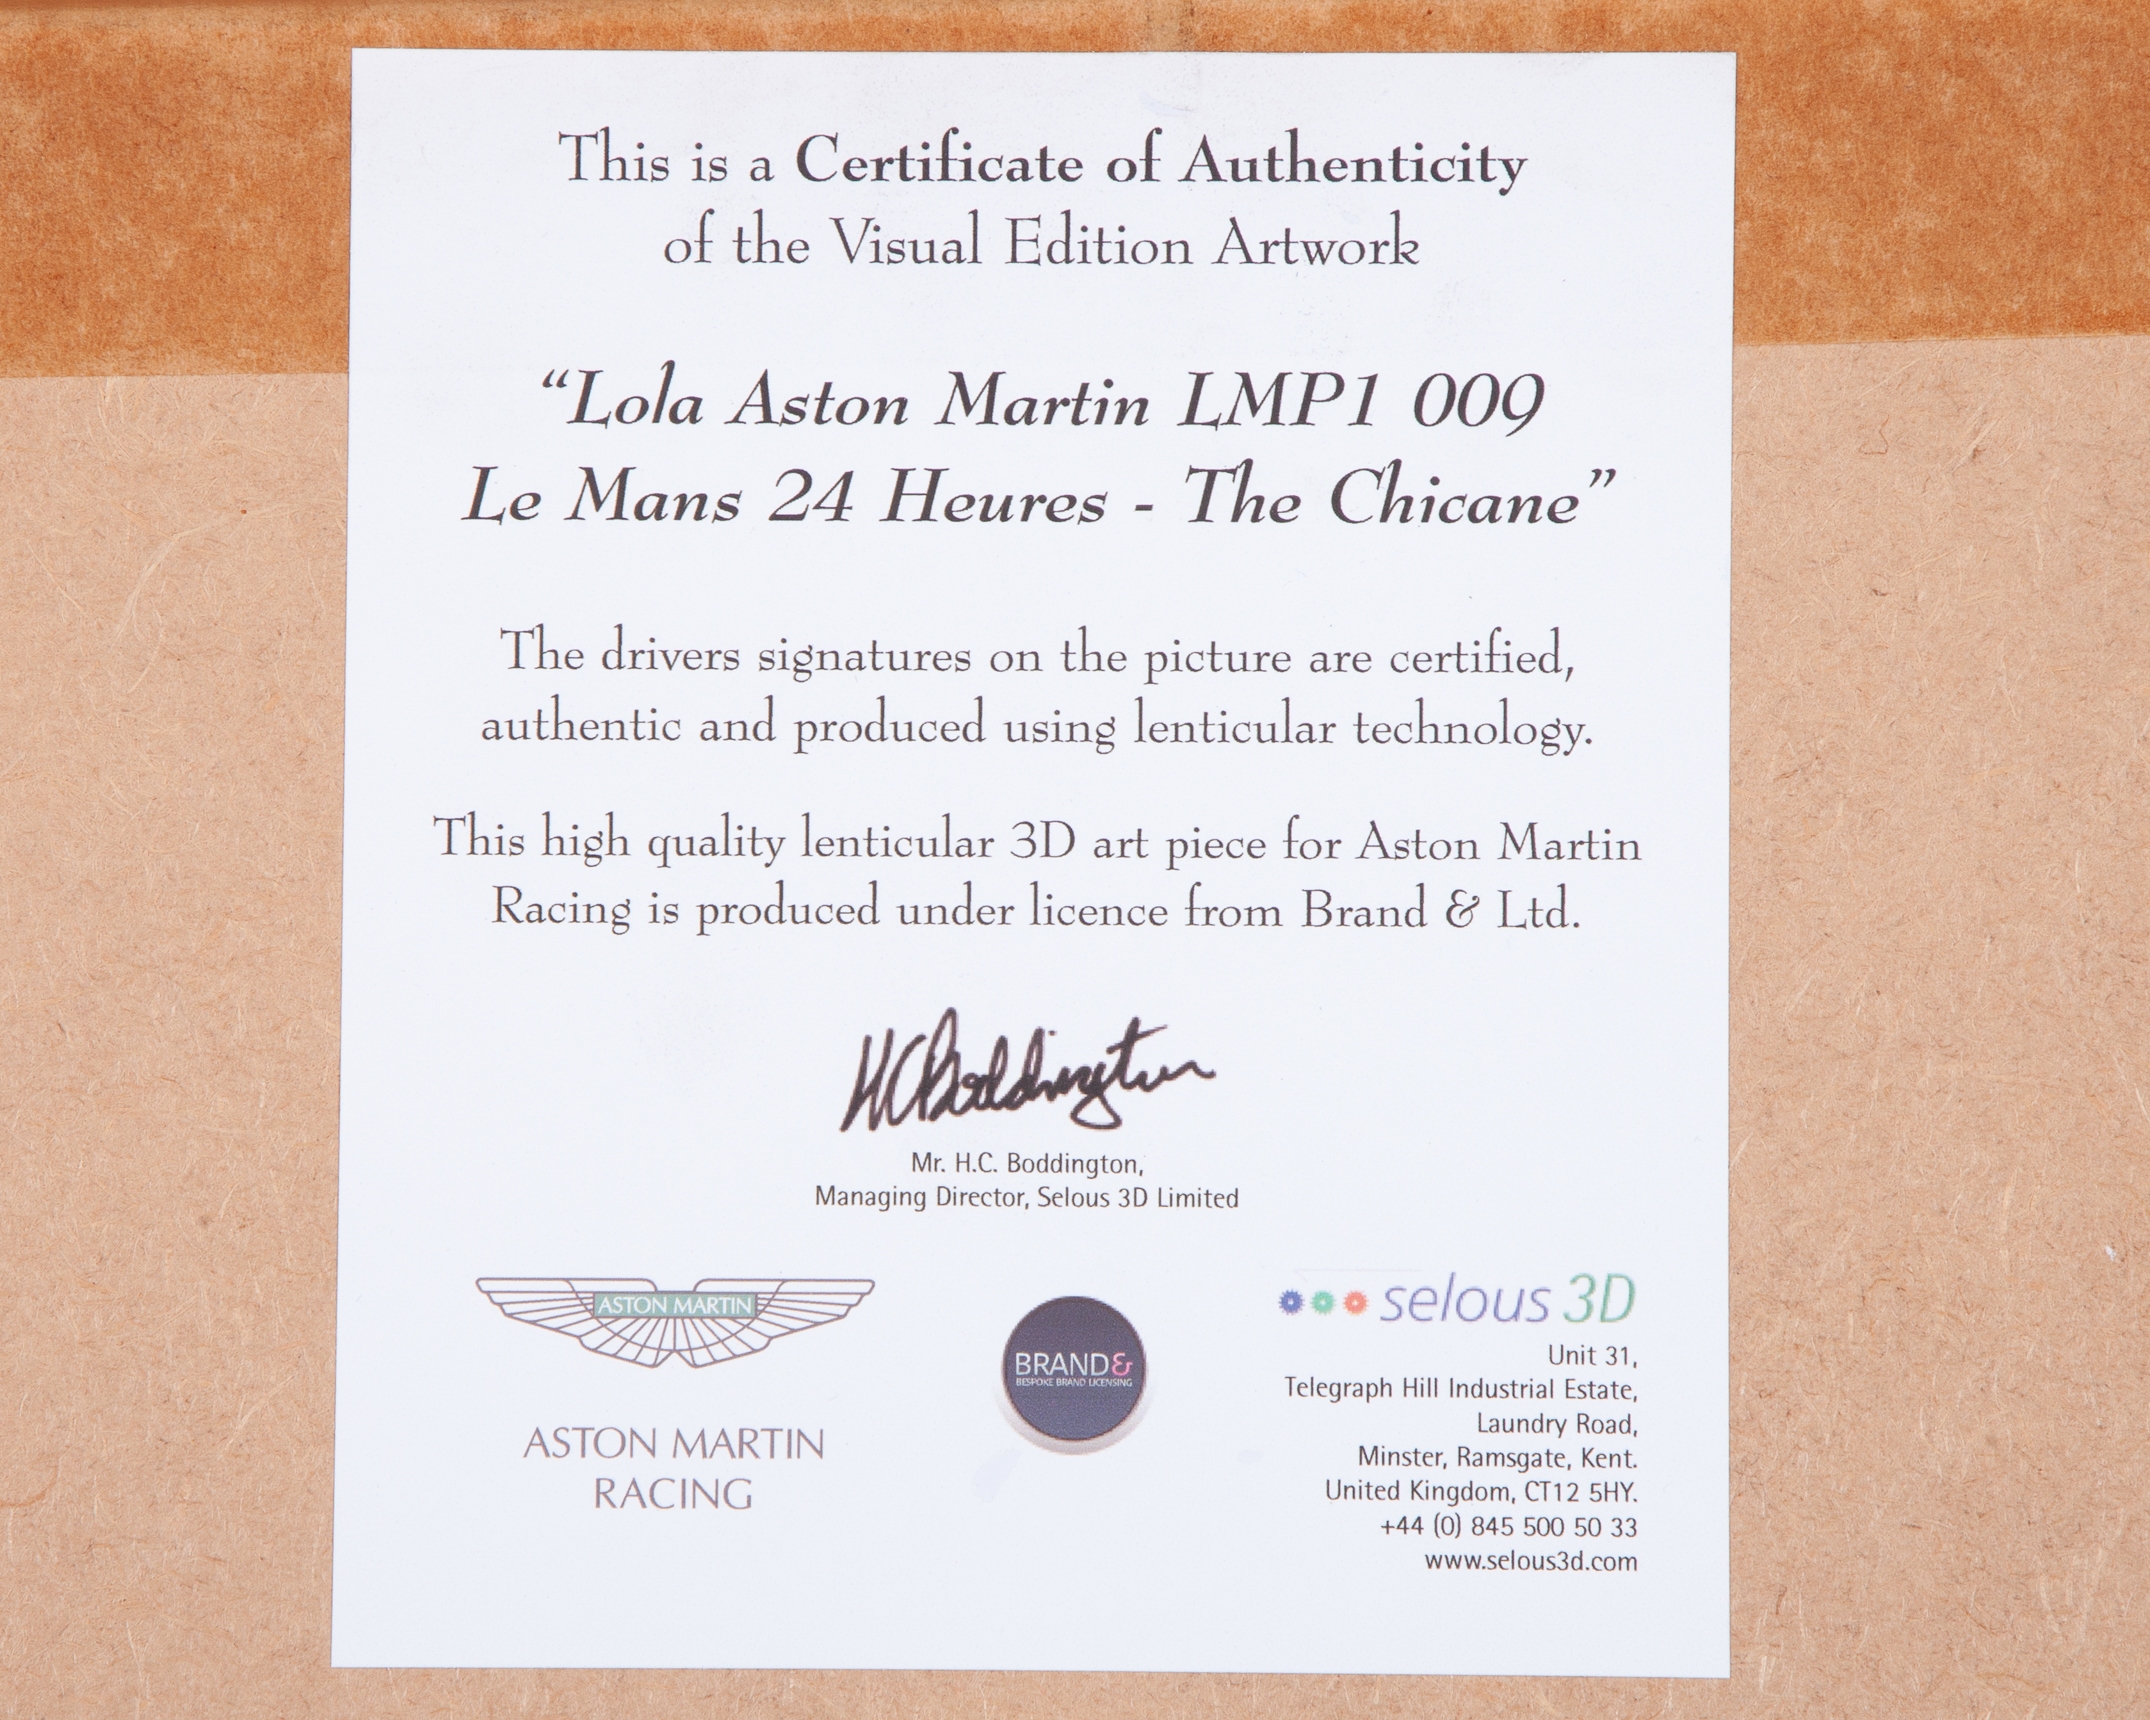 This is a Certificate of Authenticity
of the Visual Edition Artwork
“Lola Aston Martin LMP1 009
Le Mans 24 Heures - The Chicane”
The drivers signatures on the picture are certified,
authentic and produced using lenticular technology.
This high quality lenticular 3D art piece for Aston Martin
Racing is produced under licence from Brand & Ltd.
HCBoddington
Mr. H.C. Boddington,
Managing Director, Selous 3D Limited
ASTON MARTIN
ASTON MARTIN
RACING
BRAND&
BESPOKE BRAND LICENSING
selous 3D
Unit 31,
Telegraph Hill Industrial Estate,
Laundry Road,
Minster, Ramsgate, Kent.
United Kingdom, CT12 5HY.
+44 (0) 845 500 50 33
www.selous3d.com